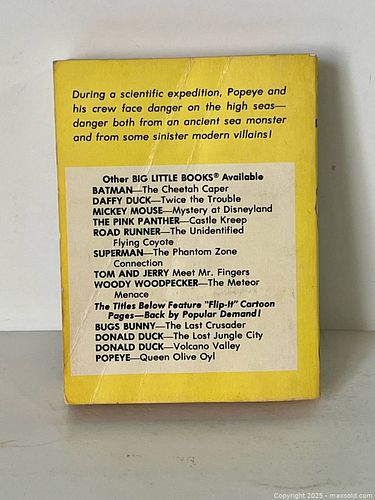 During a scientific expedition, Popeye and
his crew face danger on the high seas—
danger both from an ancient sea monster
and from some sinister modern villains!
Other BIG LITTLE BOOKS® Available
BATMAN—The Cheetah Caper
DAFFY DUCK—Twice the Trouble
MICKEY MOUSE—Mystery at Disneyland
THE PINK PANTHER—Castle Kreep
ROAD RUNNER—The Unidentified
Flying Coyote
SUPERMAN—The Phantom Zone
Connection
TOM AND JERRY Meet Mr. Fingers
WOODY WOODPECKER—The Meteor
Menace
The Titles Below Feature "Flip-It" Cartoon
Pages—Back by Popular Demand!
BUGS BUNNY—The Last Crusader
DONALD DUCK—The Lost Jungle City
DONALD DUCK—Volcano Valley
POPEYE—Queen Olive Oyl
Copyright 2025 - maxsold.com